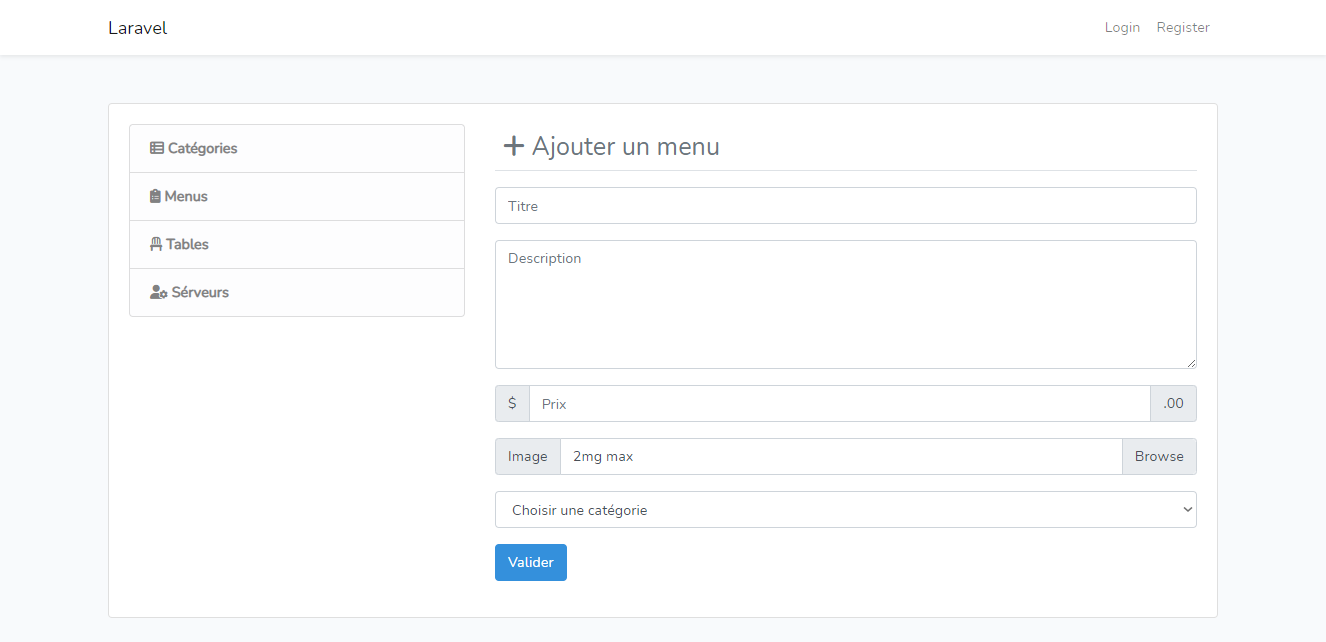 Laravel
Login Register
Catégories
Menus
Tables
Sérveurs
Ajouter un menu
Titre
Description
$ Prix .00
Image 2mg max Browse
Choisir une catégorie
Valider